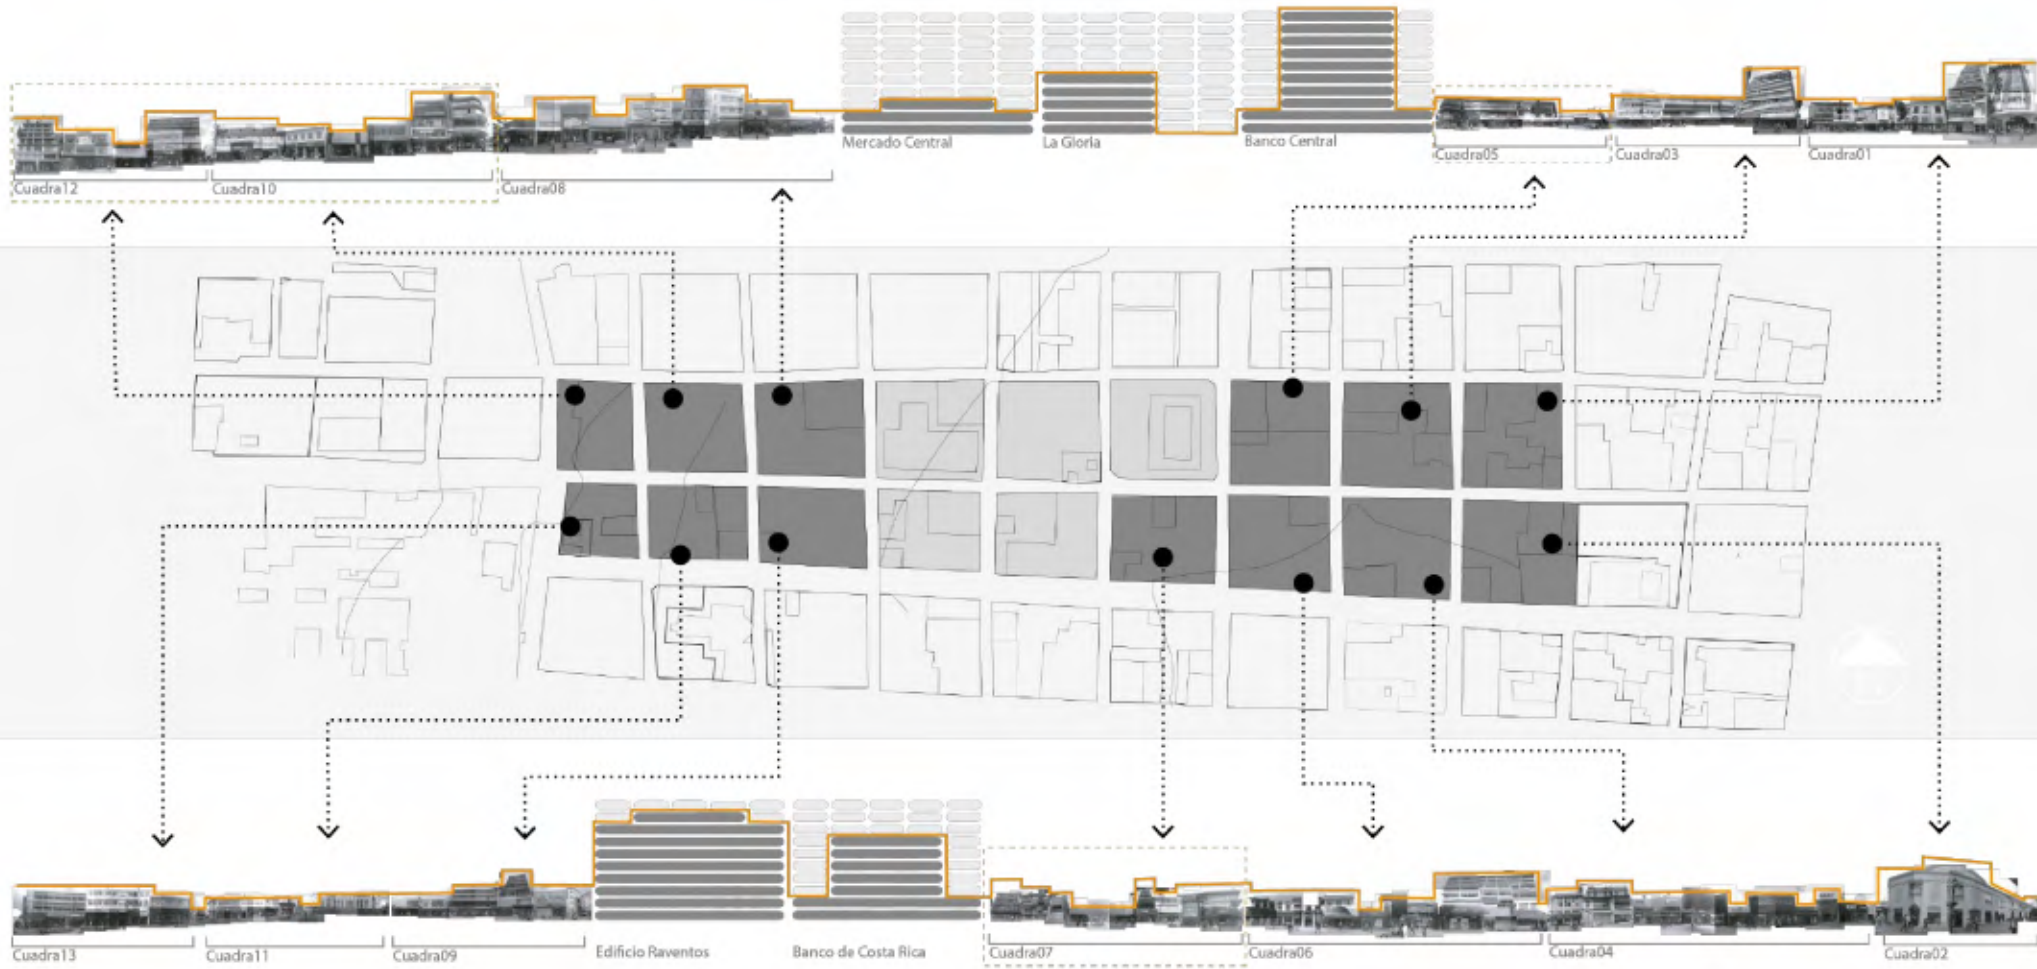 Mercado Central
La Gloria
Banco Central
Cuadra05
Cuadra03
Cuadra01
Cuadra12
Cuadra10
Cuadra08
Cuadra13
Cuadra11
Cuadra09
Edificio Raventos
Banco de Costa Rica
Cuadra07
Cuadra06
Cuadra04
Cuadra02